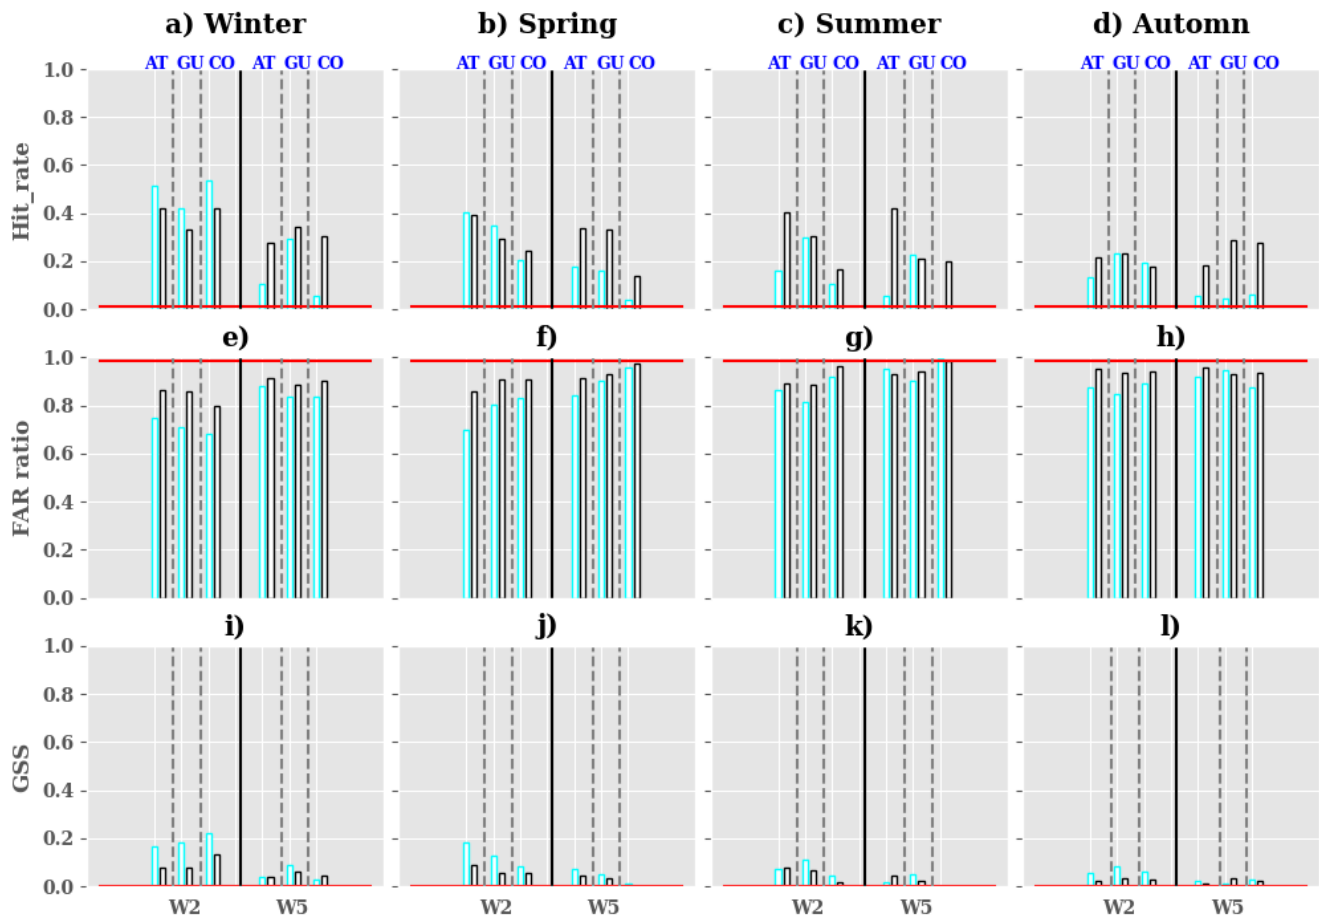 a) Winter b) Spring c) Summer d) Automn
AT GU CO AT GU CO AT GU CO AT GU CO AT GU CO AT GU CO AT GU CO AT GU CO
1.0
0.8
0.6
0.4
0.2
0.0
Hit_rate
e) f) g) h)
1.0
0.8
0.6
0.4
0.2
0.0
FAR ratio
i) j) k) l)
1.0
0.8
0.6
0.4
0.2
0.0
GSS
W2 W5 W2 W5 W2 W5 W2 W5